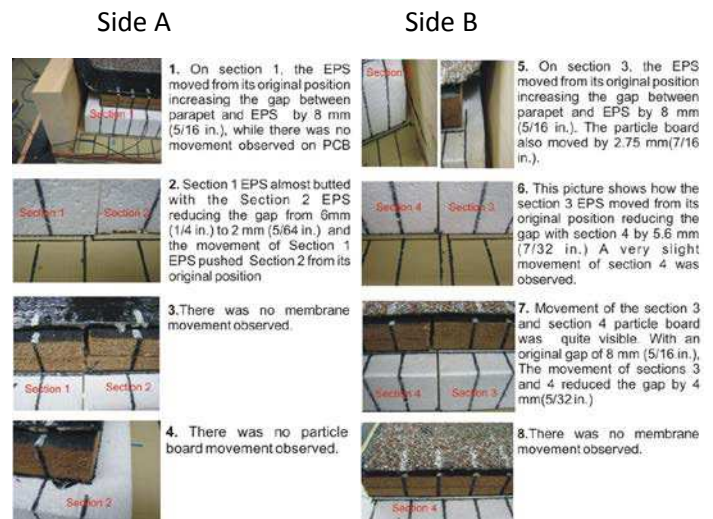 Side A
Section 1
1. On section 1, the EPS
moved from its original position
increasing the gap between
parapet and EPS by 8 mm
(5/16 in.), while there was no
movement observed on PCB
Section 1
Section 2
2. Section 1 EPS almost butted
with the Section 2 EPS
reducing the gap from 6mm
(1/4 in.) to 2 mm (5/64 in.) and
the movement of Section 1
EPS pushed Section 2 from its
original position
Section 1
Section 2
3.There was no membrane
movement observed.
Section 2
4. There was no particle
board movement observed.
Side B
Section
5. On section 3, the EPS
moved from its original position
increasing the gap between
parapet and EPS by 8 mm
(5/16 in.). The particle board
also moved by 2.75 mm(7/16
in.).
Section 4
Section 3
6. This picture shows how the
section 3 EPS moved from its
original position reducing the
gap with section 4 by 5.6 mm
(7/32 in.) A very slight
movement of section 4 was
observed.
Section 4
Section 3
7. Movement of the section 3
and section 4 particle board
was quite visible. With an
original gap of 8 mm (5/16 in.),
The movement of sections 3
and 4 reduced the gap by 4
mm(5/32 in.)
Section 4
8.There was no membrane
movement observed.